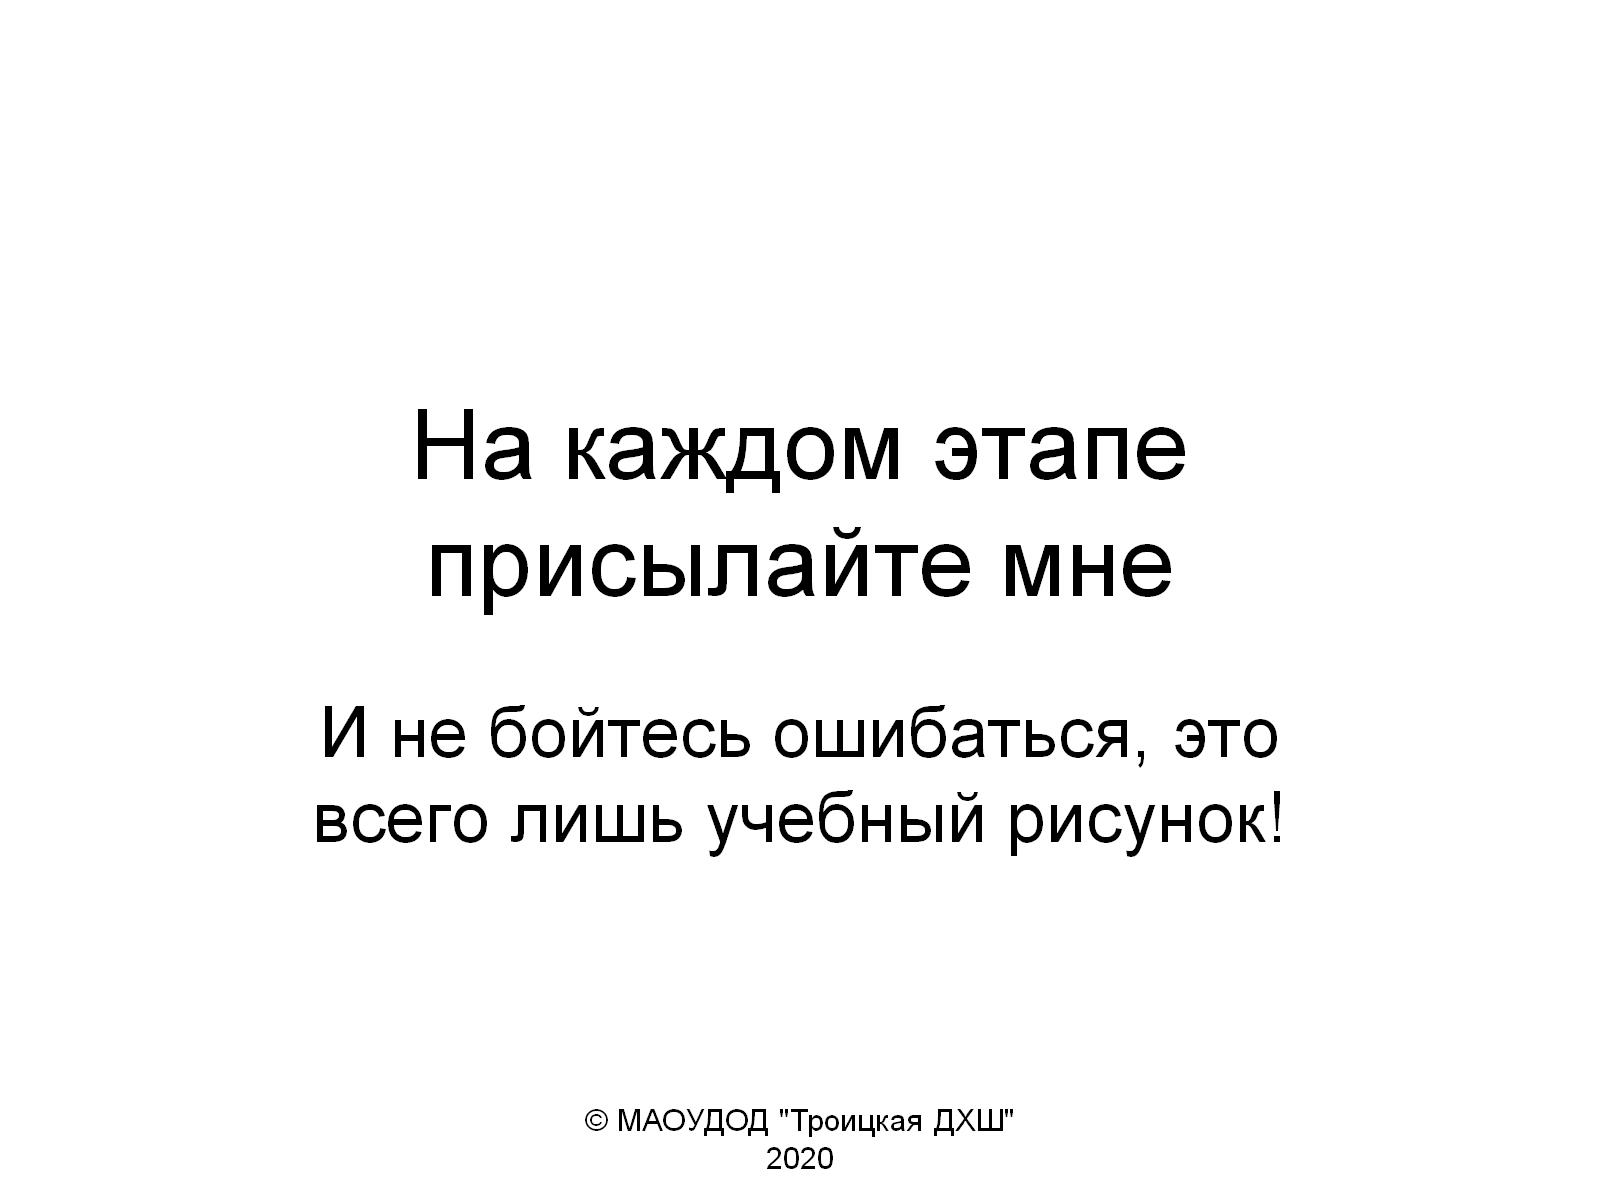 На каждом этапе
присылайте мне
И не бойтесь ошибаться, это
всего лишь учебный рисунок!
© МАОУДОД "Троицкая ДХШ"
2020